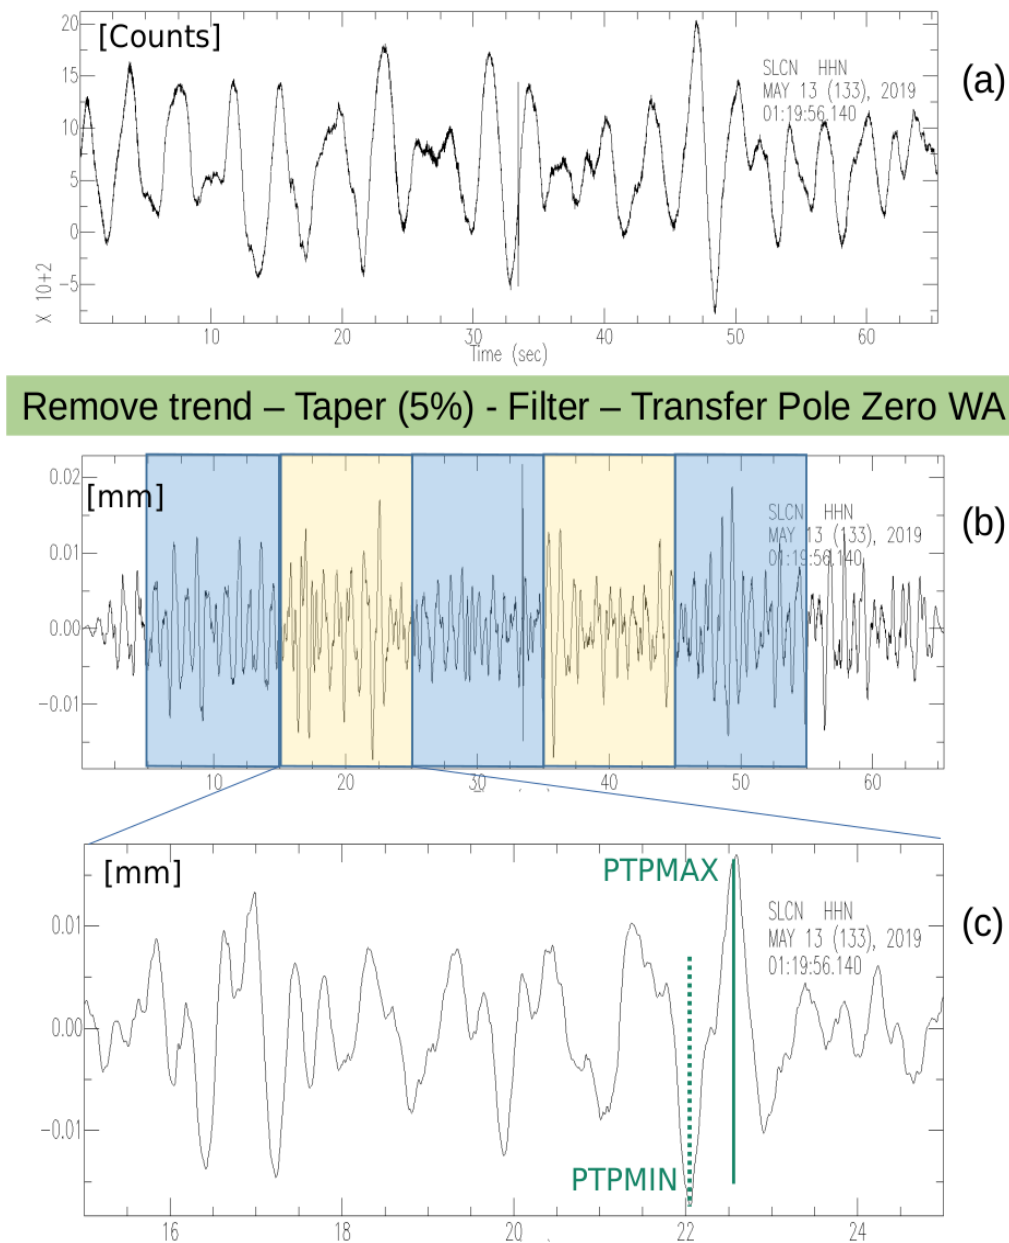 [Counts]
(a)
20
15
10
5
0
−5
X 10+2
SLCN HHN
MAY 13 (133), 2019
01:19:56.140
10 20 30 40 50 60
Time (sec)
Remove trend – Taper (5%) - Filter – Transfer Pole Zero WA
[mm]
(b)
0.02
0.01
0.00
−0.01
SLCN HHN
MAY 13 (133), 2019
01:19:56.140
10 20 30 40 50 60
[mm]
(c)
PTPMAX
0.01
0.00
−0.01
SLCN HHN
MAY 13 (133), 2019
01:19:56.140
PTPMIN
16 18 20 22 24